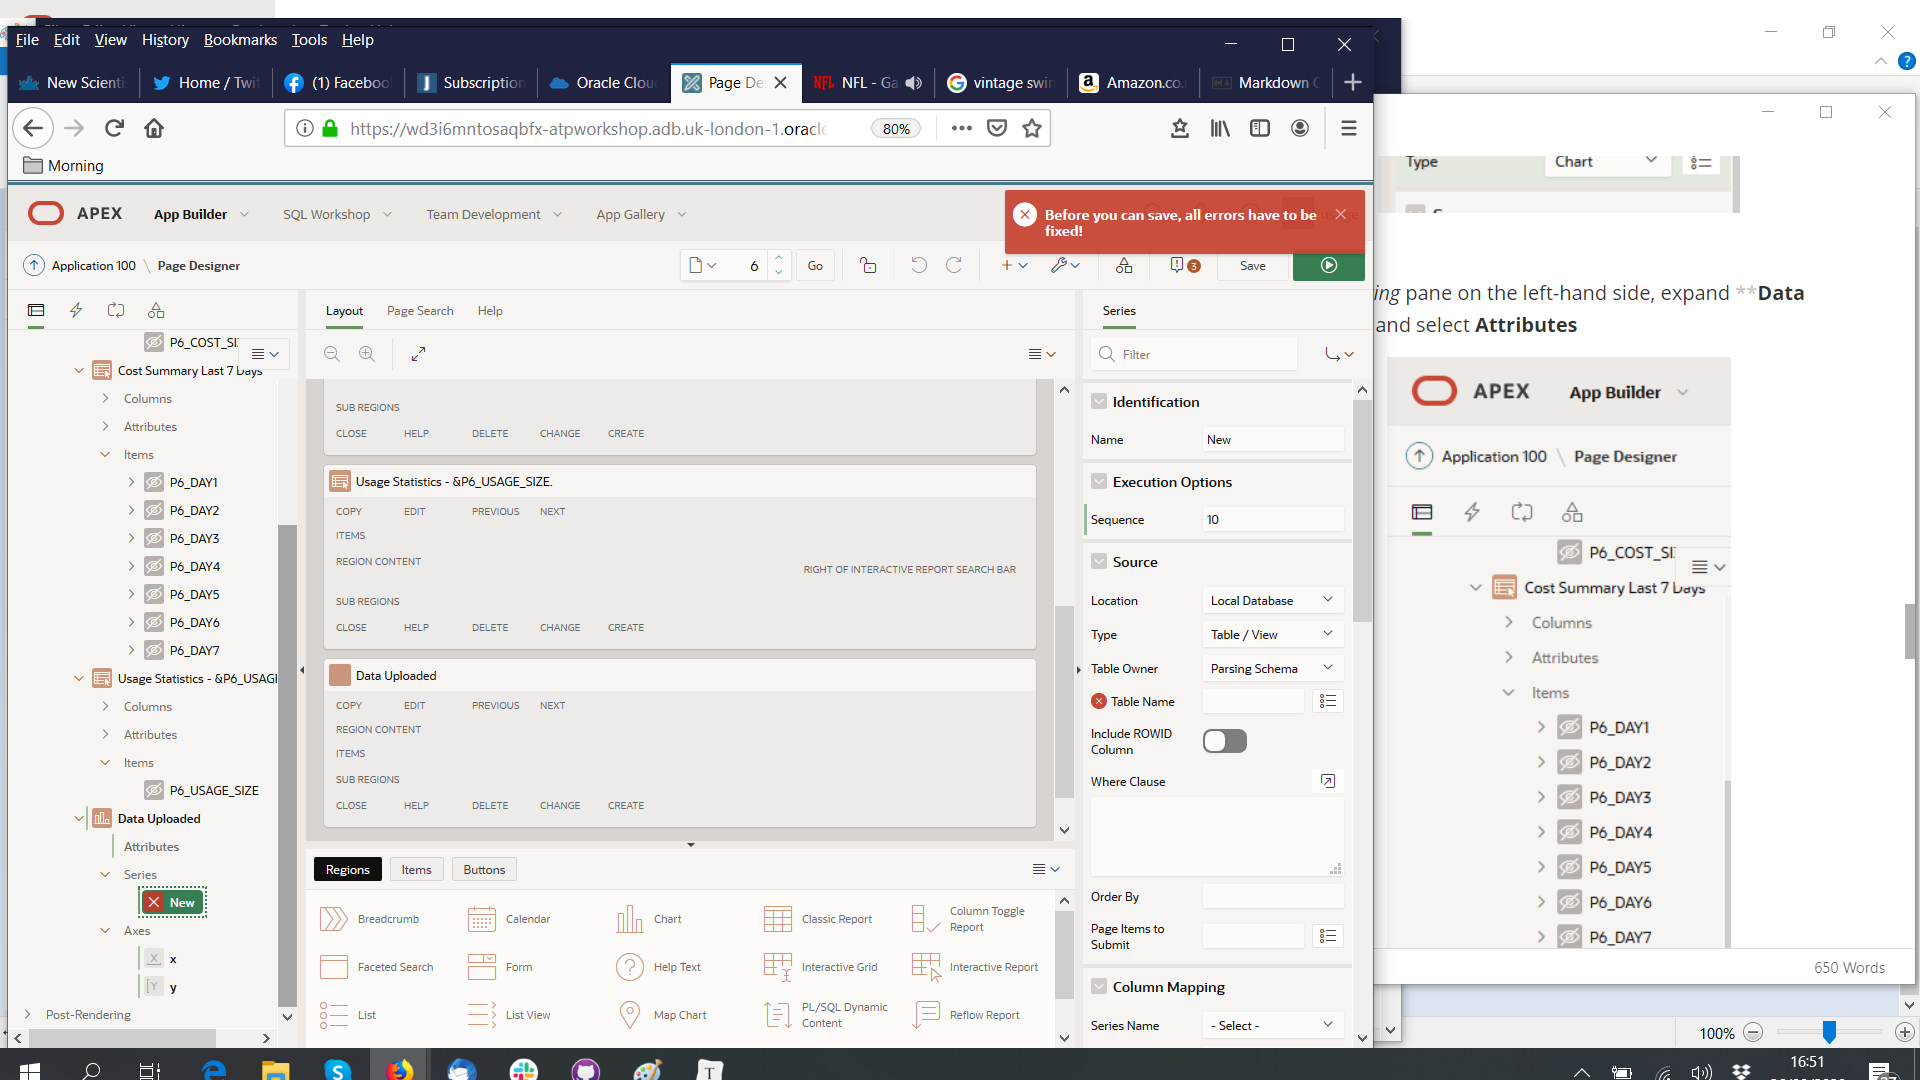 File Edit View History Bookmarks Tools Help
New Scienti
Home / Twit
(1) Faceboo
Subscription
Oracle Clou
Page De
NFL - Ga
vintage swin
Amazon.co.u
Markdown
https://wd3i6mntosaqbfx-atpworkshop.adb.uk-london-1.oracle
80%
Morning
APEX
App Builder
SQL Workshop
Team Development
App Gallery
Before you can save, all errors have to be
fixed!
Application 100 \ Page Designer
6
Go
3
Save
P6_COST_SI
Cost Summary Last 7 Days
Columns
Attributes
Items
P6_DAY1
P6_DAY2
P6_DAY3
P6_DAY4
P6_DAY5
P6_DAY6
P6_DAY7
Usage Statistics - &P6_USAGI
Columns
Attributes
Items
P6_USAGE_SIZE
Data Uploaded
Attributes
Series
New
Axes
x
y
Post-Rendering
Layout Page Search Help
SUB REGIONS
CLOSE HELP DELETE CHANGE CREATE
Usage Statistics - &P6_USAGE_SIZE.
COPY EDIT PREVIOUS NEXT
ITEMS
REGION CONTENT
RIGHT OF INTERACTIVE REPORT SEARCH BAR
SUB REGIONS
CLOSE HELP DELETE CHANGE CREATE
Data Uploaded
COPY EDIT PREVIOUS NEXT
REGION CONTENT
ITEMS
SUB REGIONS
CLOSE HELP DELETE CHANGE CREATE
Regions Items Buttons
Breadcrumb
Calendar
Chart
Classic Report
Column Toggle
Report
Faceted Search
Form
Help Text
Interactive Grid
Interactive Report
List
List View
Map Chart
PL/SQL Dynamic
Content
Reflow Report
Series
Filter
Identification
Name New
Execution Options
Sequence 10
Source
Location Local Database
Type Table / View
Table Owner Parsing Schema
Table Name
Include ROWID
Column
Where Clause
Order By
Page Items to
Submit
Column Mapping
Series Name - Select -
Type Chart
ing pane on the left-hand side, expand **Data
and select Attributes
APEX App Builder
Application 100 \ Page Designer
P6_COST_SI
Cost Summary Last 7 Days
Columns
Attributes
Items
P6_DAY1
P6_DAY2
P6_DAY3
P6_DAY4
P6_DAY5
P6_DAY6
P6_DAY7
650 Words
100%
16:51